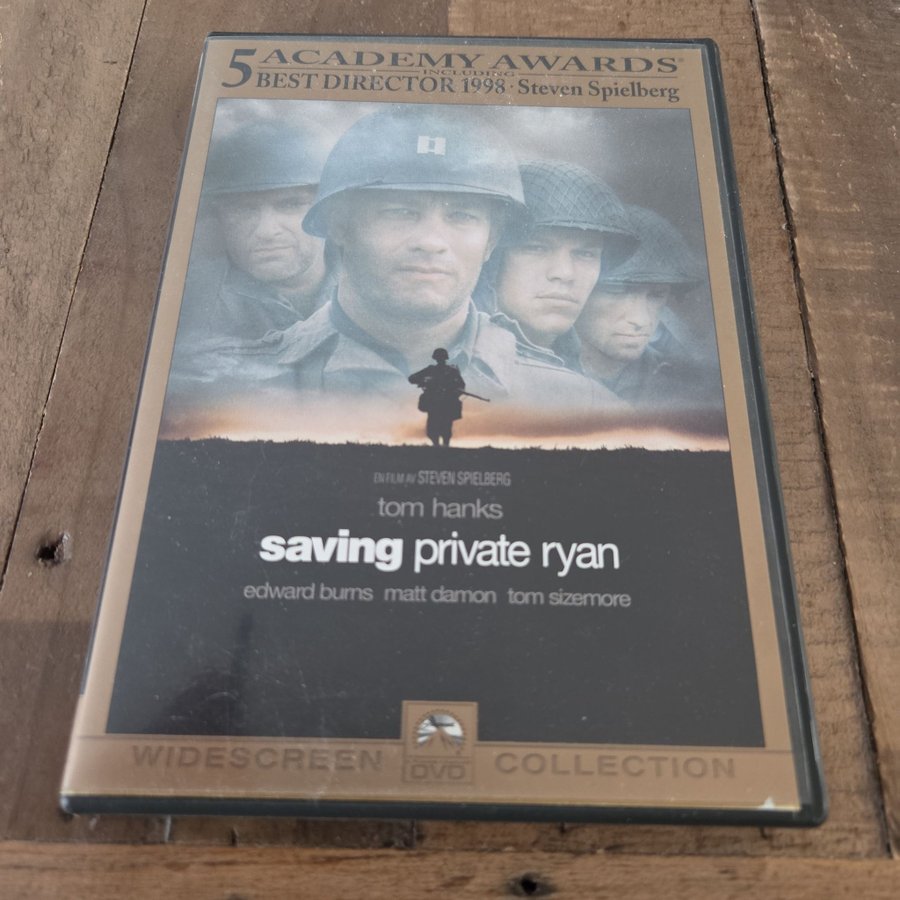 5 ACADEMY AWARDS®
INCLUDING
BEST DIRECTOR 1998 · Steven Spielberg
EN FILM AV STEVEN SPIELBERG
tom hanks
saving private ryan
edward burns matt damon tom sizemore
WIDESCREEN DVD COLLECTION